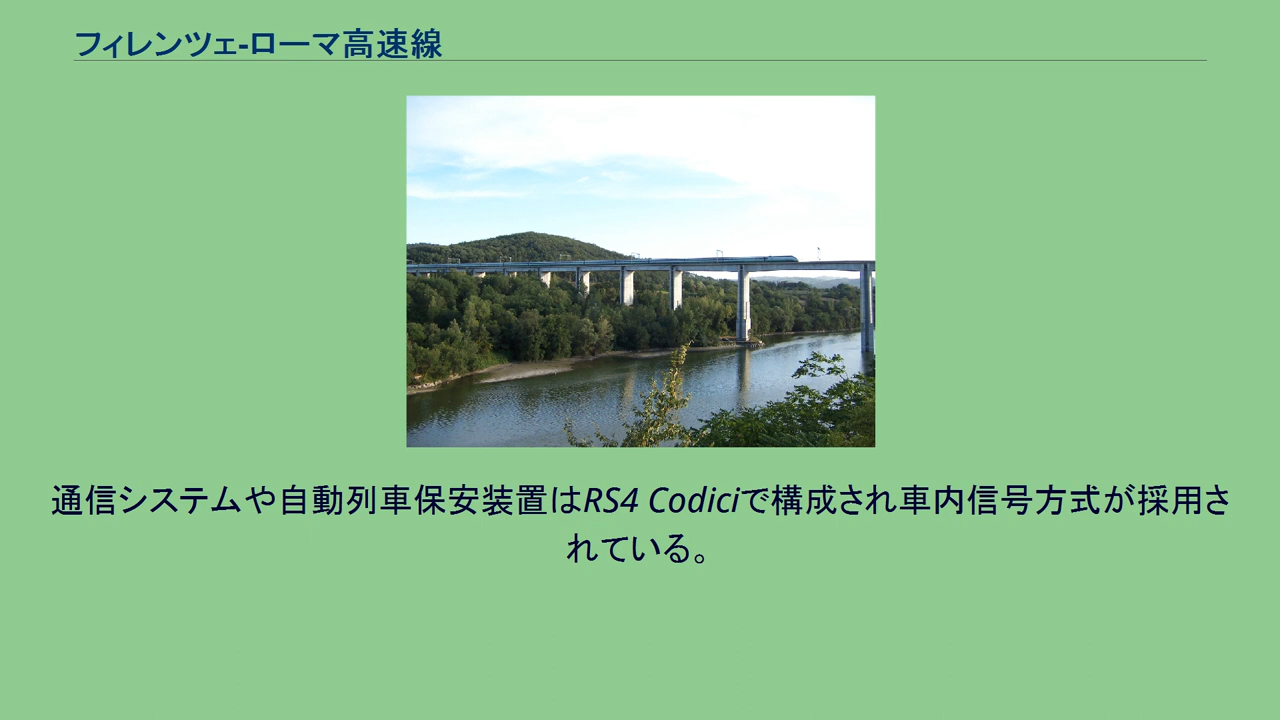 フィレンツェ-ローマ高速線
通信システムや自動列車保安装置はRS4 Codiciで構成され車内信号方式が採用さ
れている。